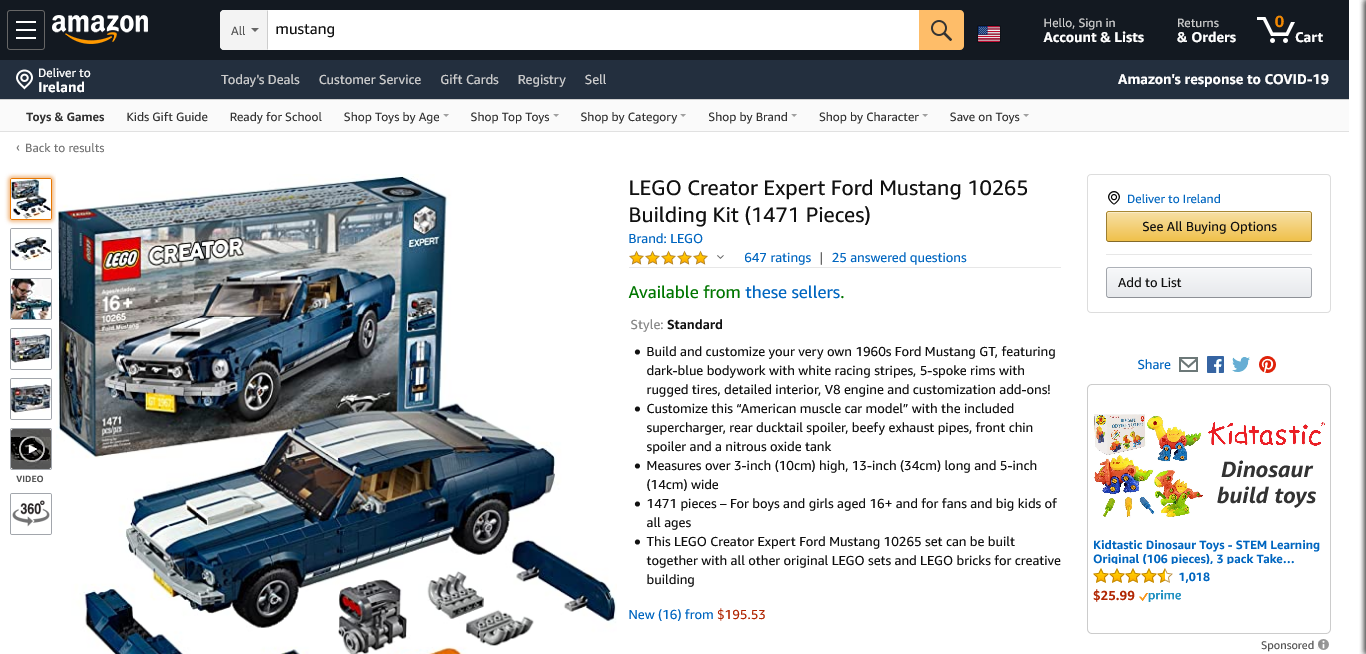 amazon
All
mustang
Hello, Sign in
Account & Lists
Returns
& Orders
0
Cart
Deliver to
Ireland
Today's Deals
Customer Service
Gift Cards
Registry
Sell
Amazon's response to COVID-19
Toys & Games
Kids Gift Guide
Ready for School
Shop Toys by Age
Shop Top Toys
Shop by Category
Shop by Brand
Shop by Character
Save on Toys
‹ Back to results
VIDEO
360°
LEGO
CREATOR
EXPERT
16+
10265
Ford Mustang
1471
pcs/pzs
LEGO Creator Expert Ford Mustang 10265
Building Kit (1471 Pieces)
Brand: LEGO
647 ratings | 25 answered questions
Available from these sellers.
Style: Standard
• Build and customize your very own 1960s Ford Mustang GT, featuring
dark-blue bodywork with white racing stripes, 5-spoke rims with
rugged tires, detailed interior, V8 engine and customization add-ons!
• Customize this “American muscle car model” with the included
supercharger, rear ducktail spoiler, beefy exhaust pipes, front chin
spoiler and a nitrous oxide tank
• Measures over 3-inch (10cm) high, 13-inch (34cm) long and 5-inch
(14cm) wide
• 1471 pieces – For boys and girls aged 16+ and for fans and big kids of
all ages
• This LEGO Creator Expert Ford Mustang 10265 set can be built
together with all other original LEGO sets and LEGO bricks for creative
building
New (16) from $195.53
Deliver to Ireland
See All Buying Options
Add to List
Share
Kidtastic
Dinosaur
build toys
Kidtastic Dinosaur Toys - STEM Learning
Original (106 pieces), 3 pack Take...
1,018
$25.99 prime
Sponsored